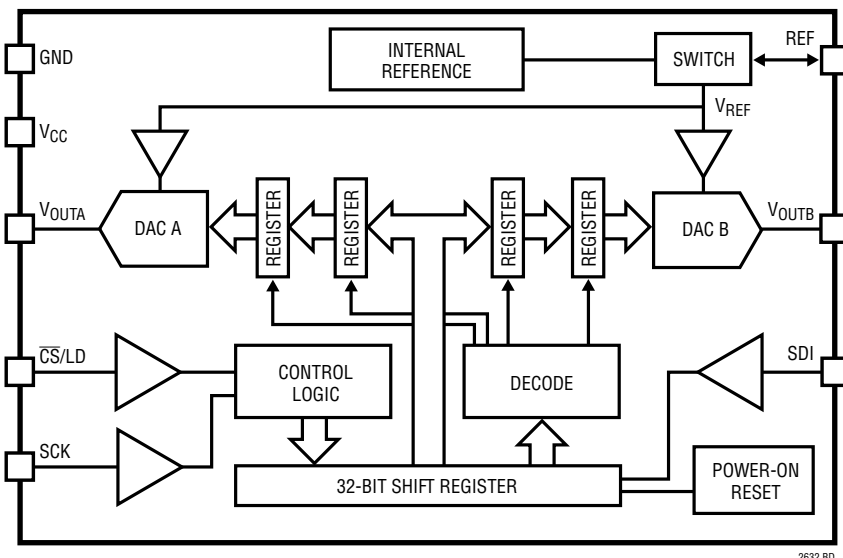 INTERNAL
REFERENCE
SWITCH
REF
GND
VREF
VCC
VOUTA
DAC A
REGISTER
REGISTER
REGISTER
REGISTER
DAC B
VOUTB
C̅S̅/LD
CONTROL
LOGIC
DECODE
SDI
SCK
32-BIT SHIFT REGISTER
POWER-ON
RESET
2632 BD